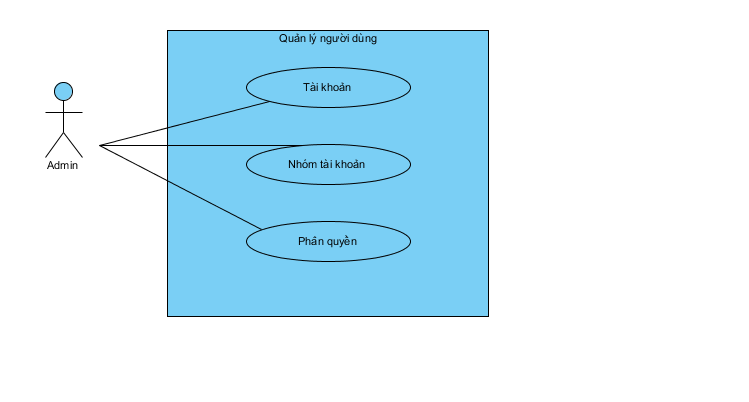 Quản lý người dùng
Tài khoản
Nhóm tài khoản
Phân quyền
Admin